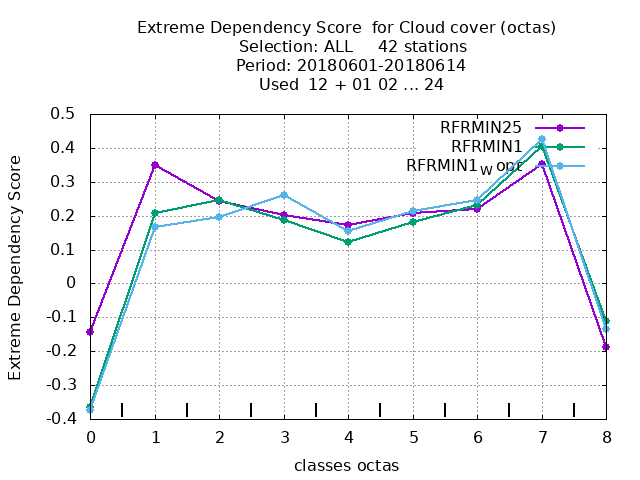 Extreme Dependency Score  for Cloud cover (octas)
Selection: ALL     42 stations
Period: 20180601-20180614
Used  12 + 01 02 ... 24
RFRMIN25
RFRMIN1
RFRMIN1w opr
Extreme Dependency Score
0.5
0.4
0.3
0.2
0.1
0
-0.1
-0.2
-0.3
-0.4
0 1 2 3 4 5 6 7 8
classes octas